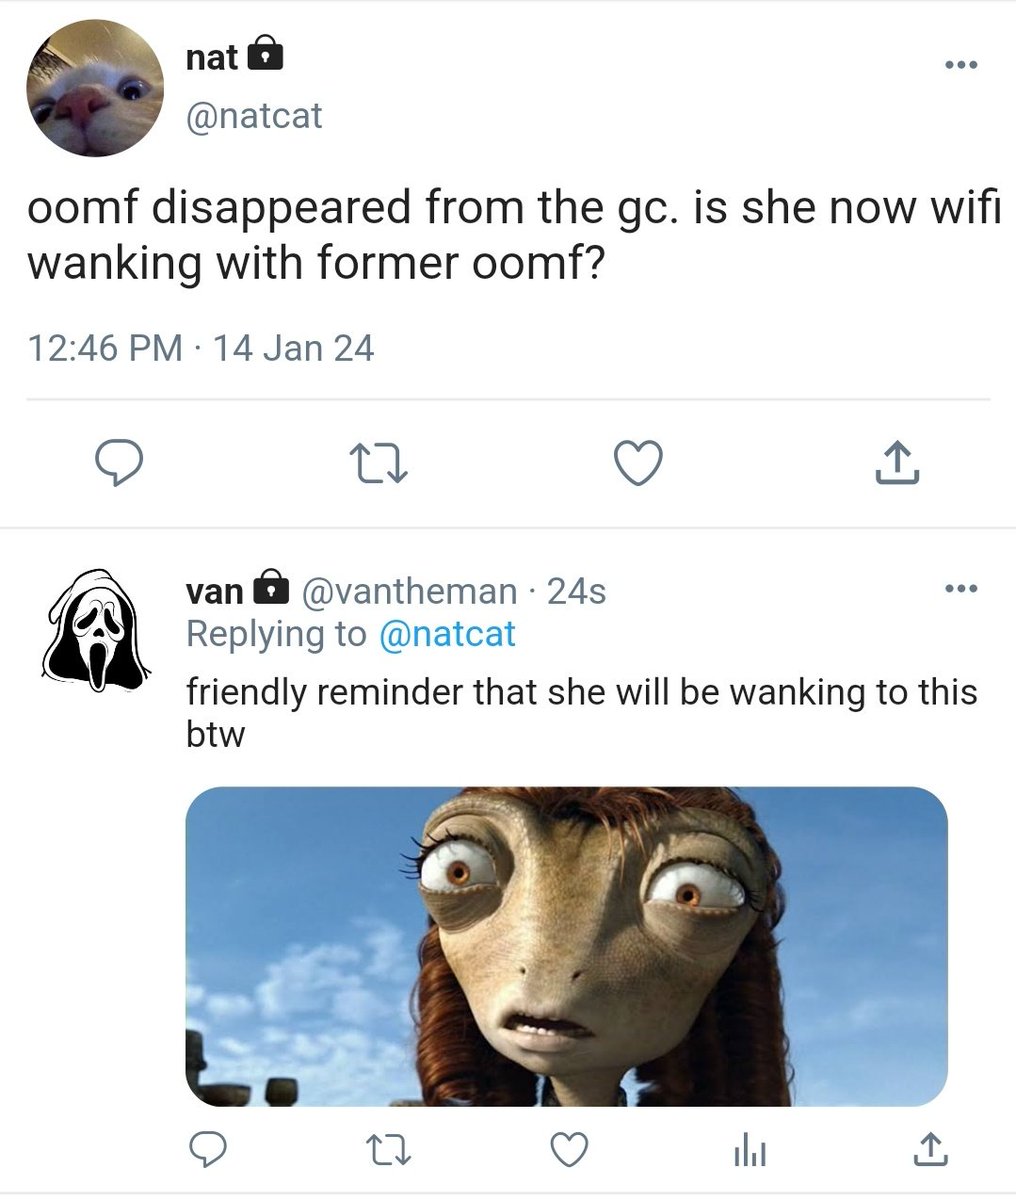 nat
@natcat
oomf disappeared from the gc. is she now wifi
wanking with former oomf?
12:46 PM · 14 Jan 24
van @vantheman · 24s
Replying to @natcat
friendly reminder that she will be wanking to this
btw